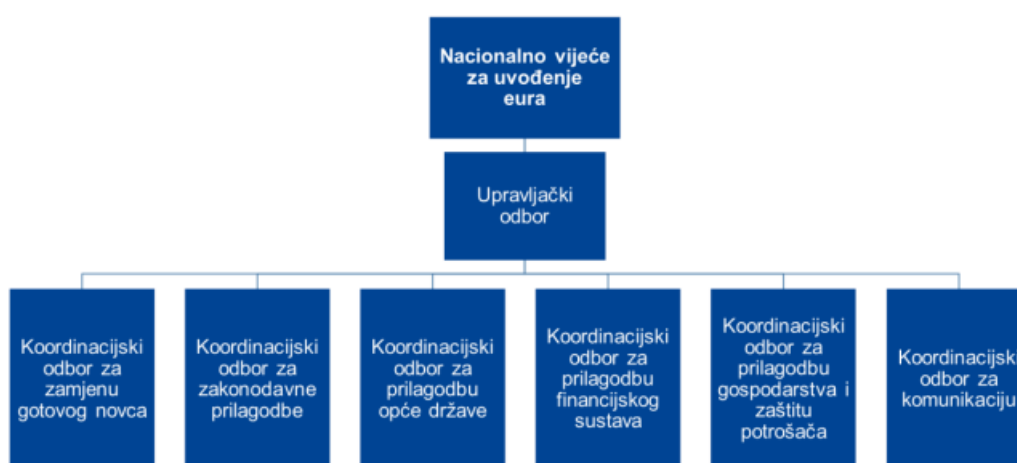 Nacionalno vijeće
za uvođenje
eura
Upravljački
odbor
Koordinacijski
odbor za
zamjenu
gotovog novca
Koordinacijski
odbor za
zakonodavne
prilagodbe
Koordinacijski
odbor za
prilagodbu
opće države
Koordinacijski
odbor za
prilagodbu
financijskog
sustava
Koordinacijski
odbor za
prilagodbu
gospodarstva i
zaštitu
potrošača
Koordinacijski
odbor za
komunikaciju